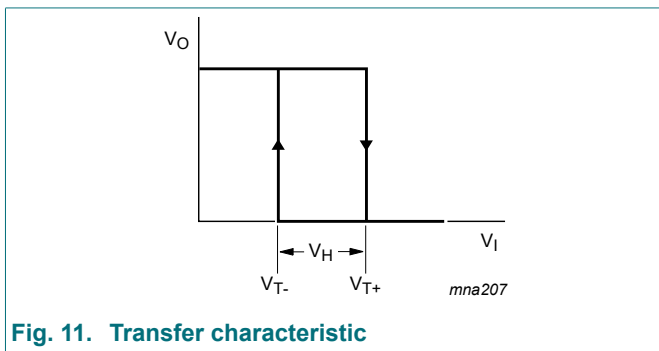 VO
VH
VI
VT-
VT+
mna207
Fig. 11. Transfer characteristic